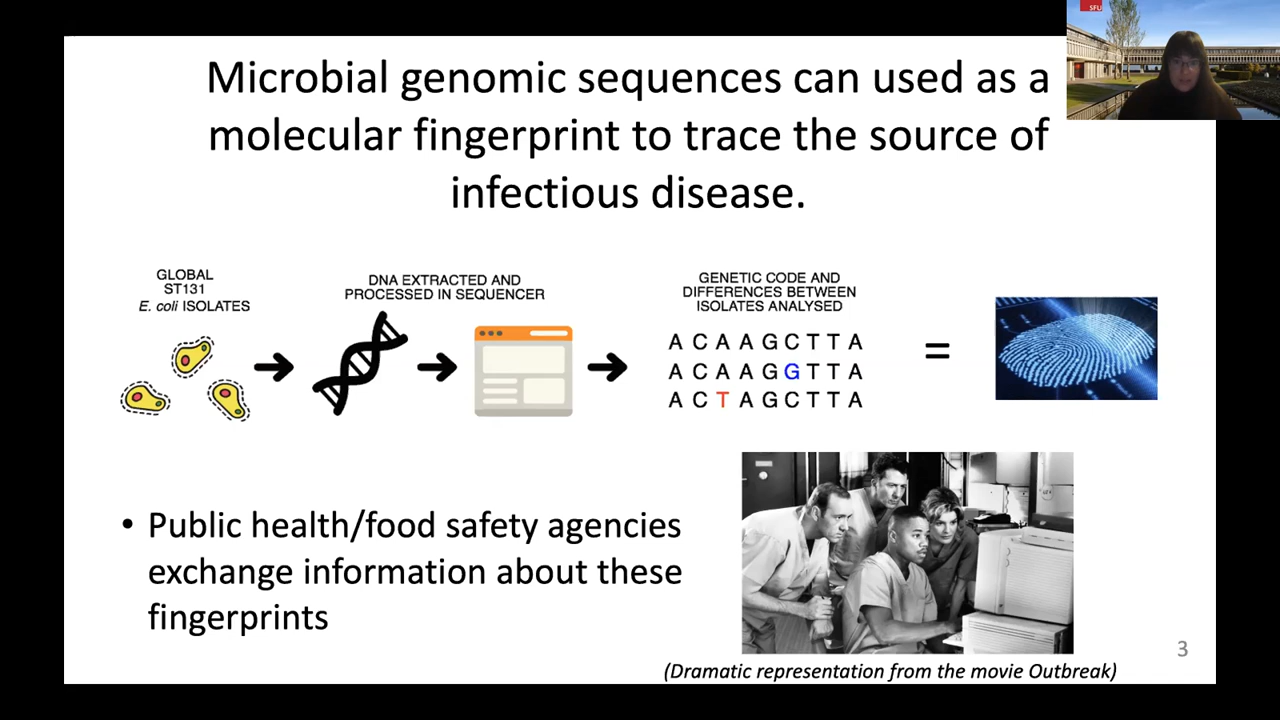 SFU
Microbial genomic sequences can used as a
molecular fingerprint to trace the source of
infectious disease.
GLOBAL
ST131
E. coli ISOLATES
DNA EXTRACTED AND
PROCESSED IN SEQUENCER
GENETIC CODE AND
DIFFERENCES BETWEEN
ISOLATES ANALYSED
A C A A G C T T A
A C A A G G T T A
A C T A G C T T A
=
• Public health/food safety agencies
exchange information about these
fingerprints
(Dramatic representation from the movie Outbreak)
3